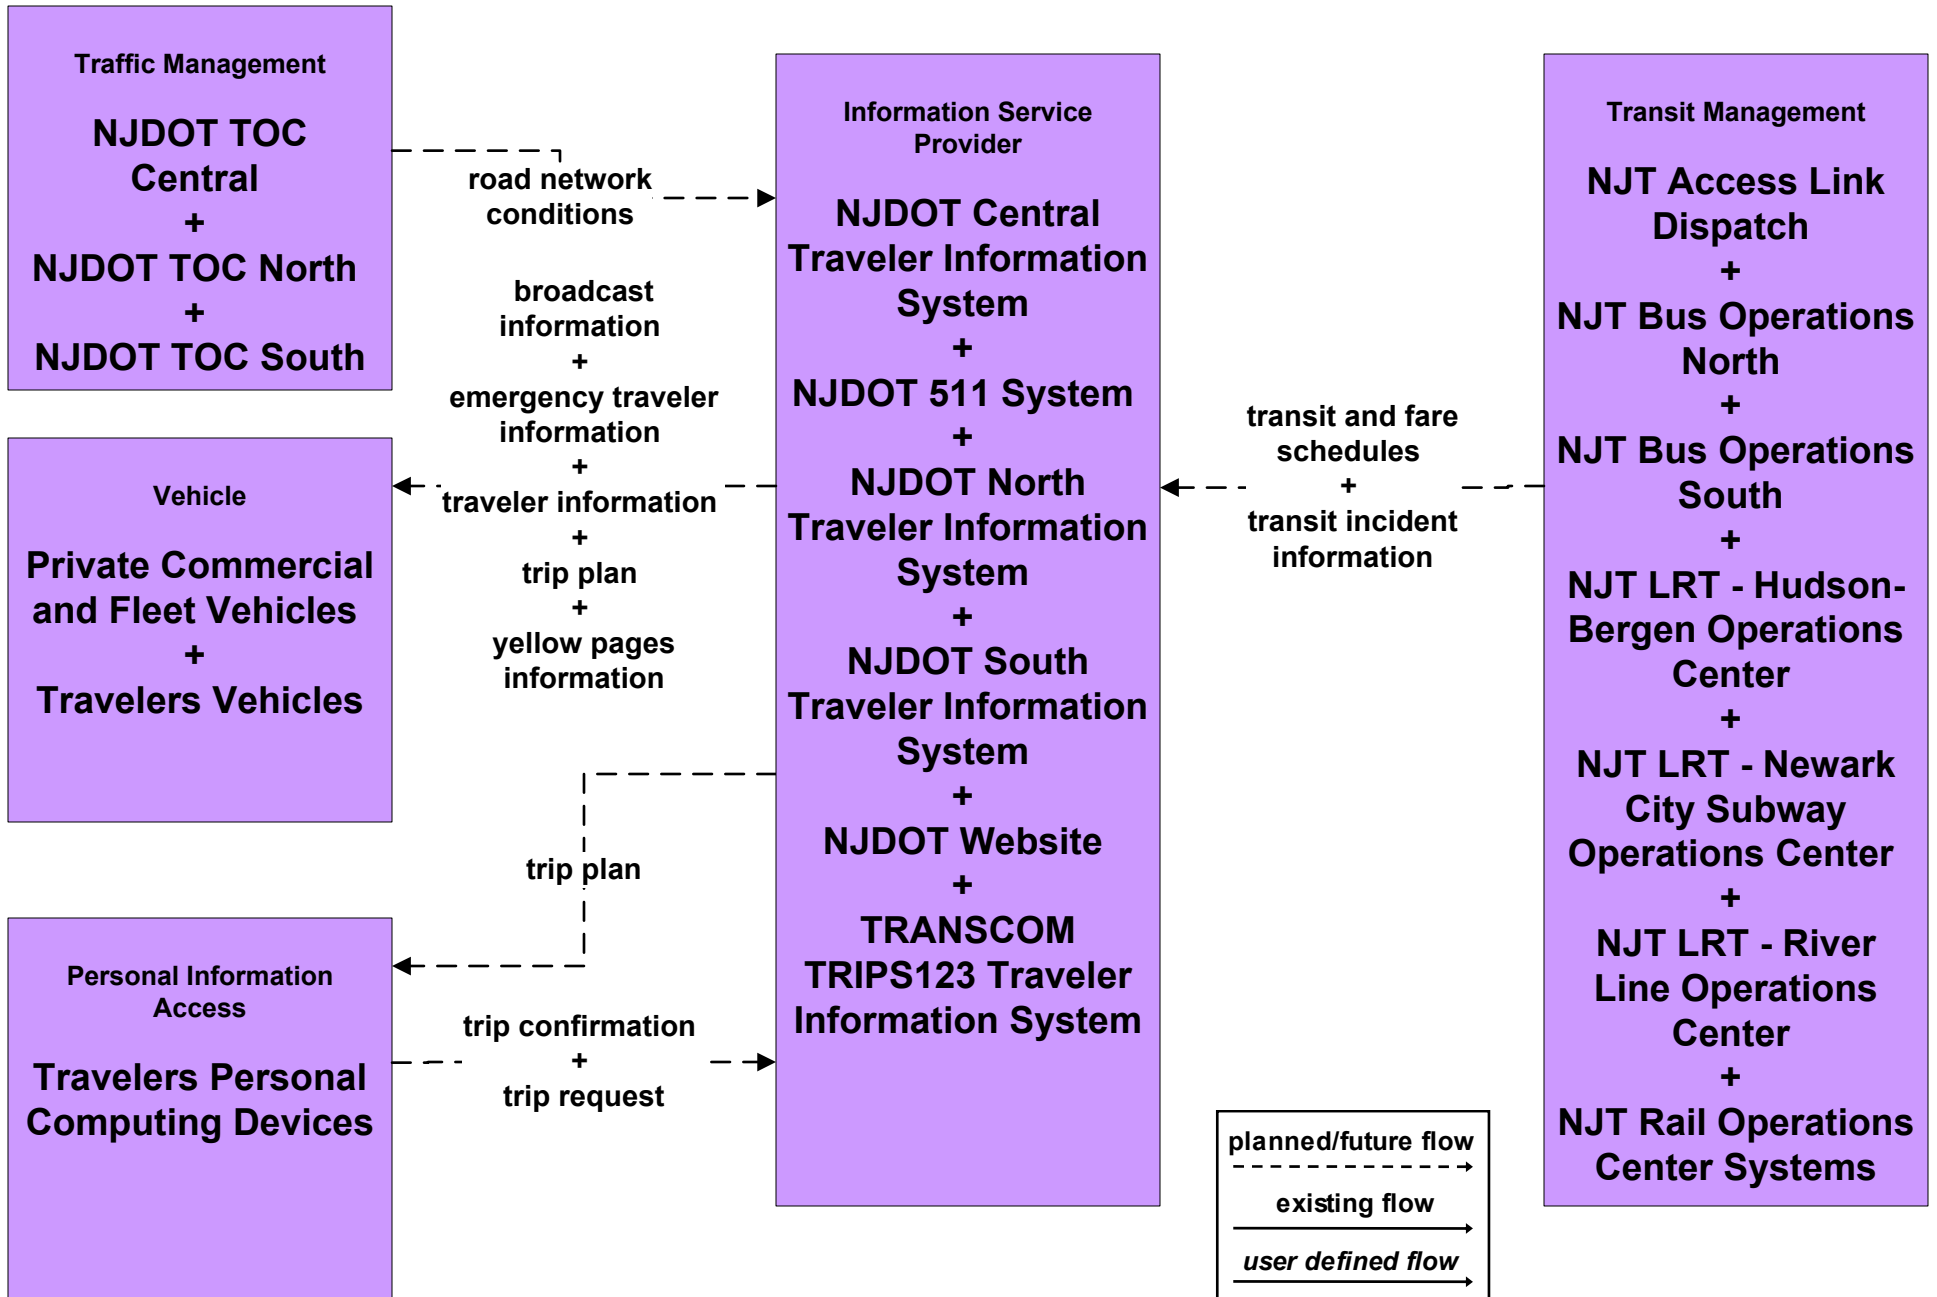 Traffic Management
NJDOT TOC
Central
+
NJDOT TOC North
+
NJDOT TOC South
Vehicle
Private Commercial
and Fleet Vehicles
+
Travelers Vehicles
Personal Information
Access
Travelers Personal
Computing Devices
road network
conditions
broadcast
information
+
emergency traveler
information
+
traveler information
+
trip plan
+
yellow pages
information
trip plan
trip confirmation
+
trip request
Information Service
Provider
NJDOT Central
Traveler Information
System
+
NJDOT 511 System
+
NJDOT North
Traveler Information
System
+
NJDOT South
Traveler Information
System
+
NJDOT Website
+
TRANSCOM
TRIPS123 Traveler
Information System
transit and fare
schedules
+
transit incident
information
Transit Management
NJT Access Link
Dispatch
+
NJT Bus Operations
North
+
NJT Bus Operations
South
+
NJT LRT - Hudson-
Bergen Operations
Center
+
NJT LRT - Newark
City Subway
Operations Center
+
NJT LRT - River
Line Operations
Center
+
NJT Rail Operations
Center Systems
planned/future flow
existing flow
user defined flow